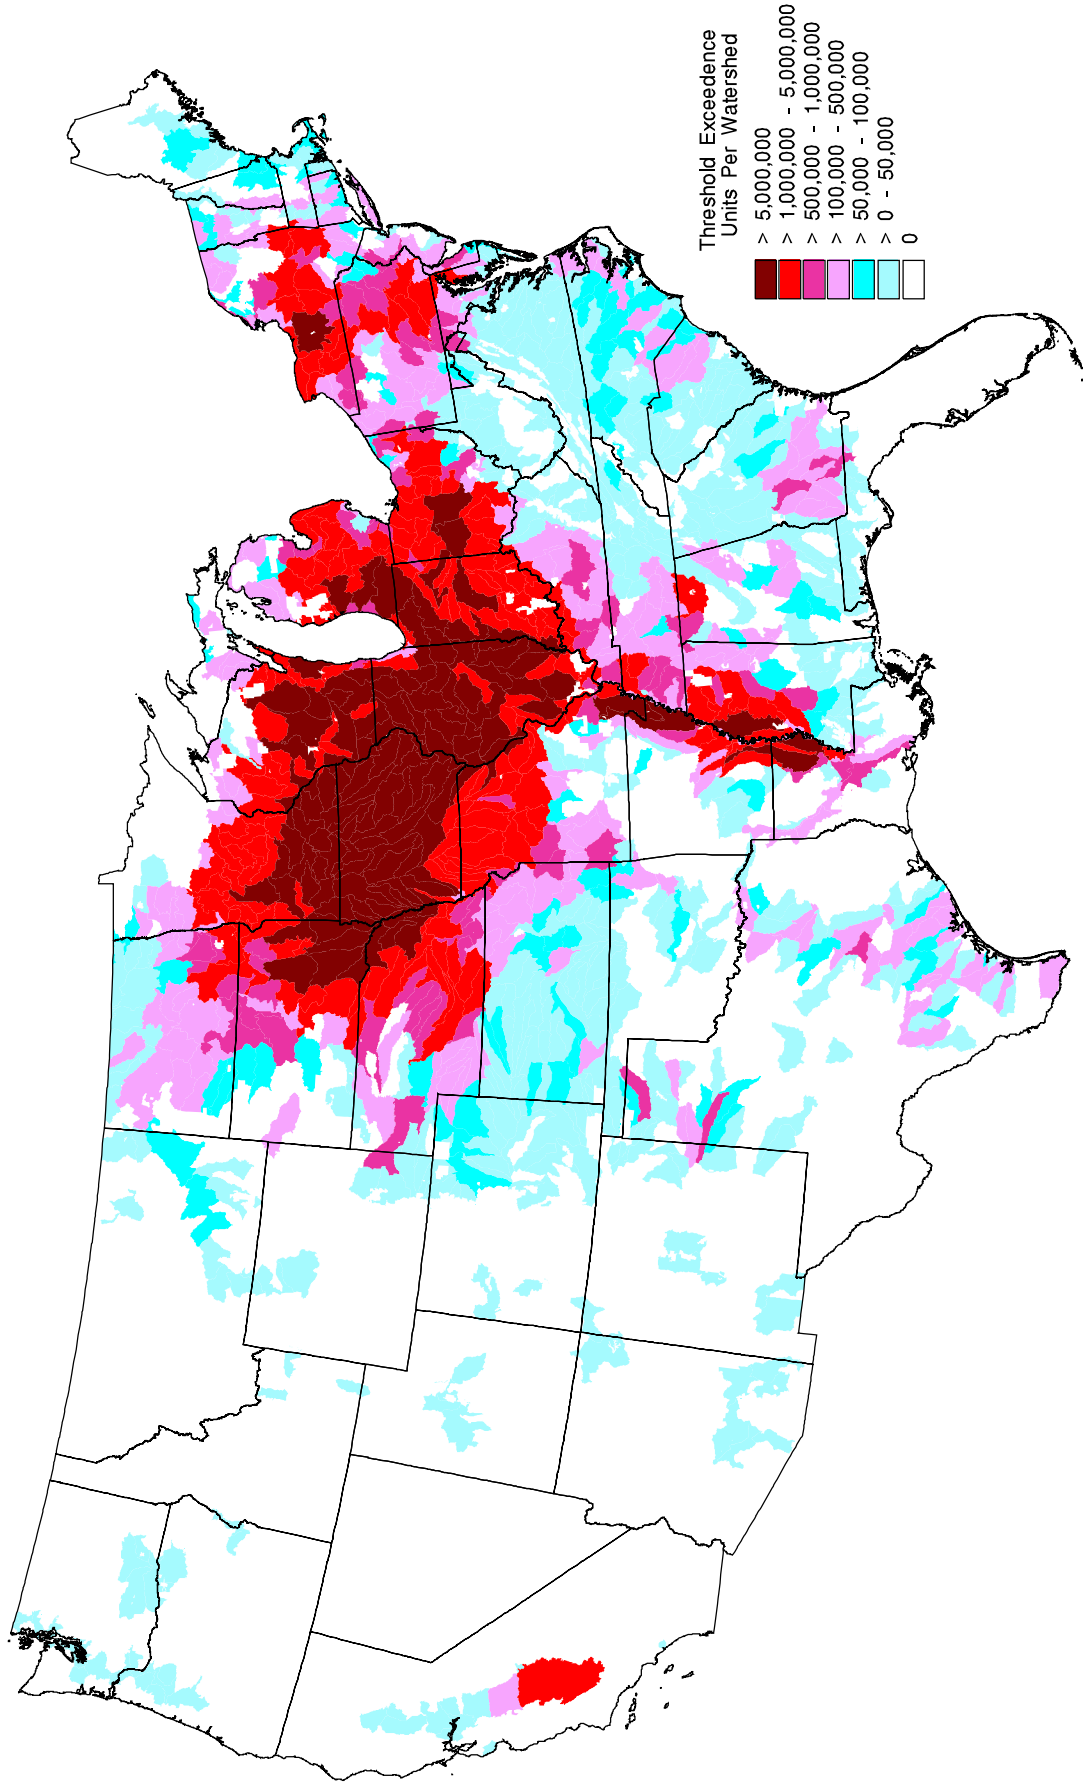 Threshold Exceedence
Units Per Watershed
> 5,000,000
> 1,000,000 - 5,000,000
> 500,000 - 1,000,000
> 100,000 - 500,000
> 50,000 - 100,000
> 0 - 50,000
0